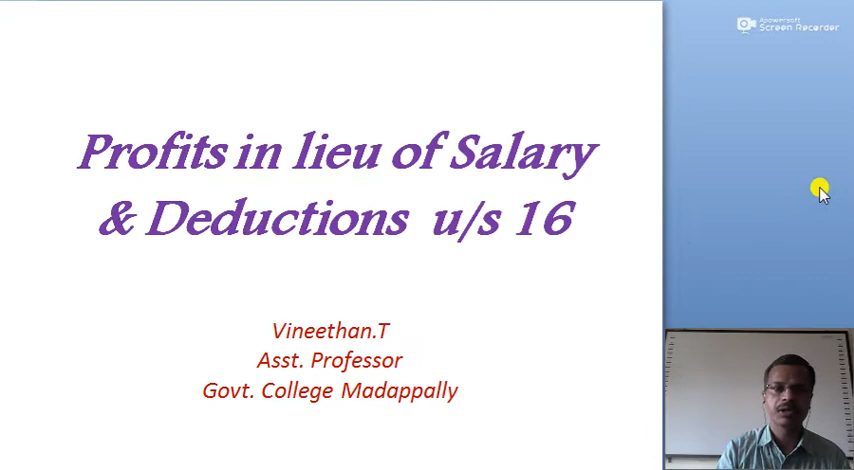 Apowersoft
Screen Recorder
Profits in lieu of Salary
& Deductions u/s 16
Vineethan.T
Asst. Professor
Govt. College Madappally